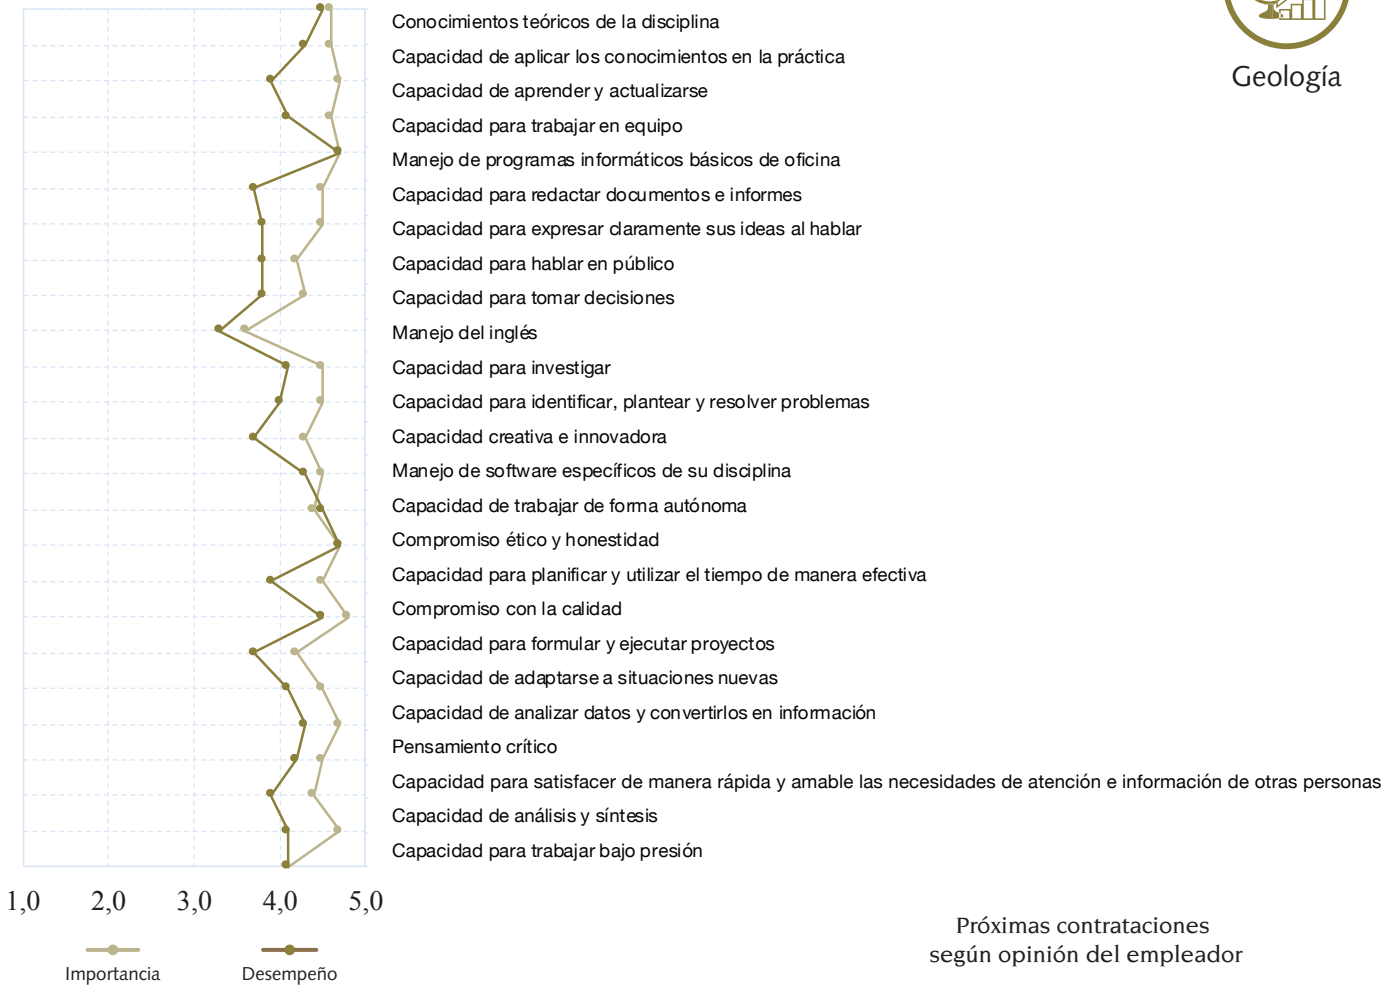 Conocimientos teóricos de la disciplina
Capacidad de aplicar los conocimientos en la práctica
Capacidad de aprender y actualizarse
Capacidad para trabajar en equipo
Manejo de programas informáticos básicos de oficina
Capacidad para redactar documentos e informes
Capacidad para expresar claramente sus ideas al hablar
Capacidad para hablar en público
Capacidad para tomar decisiones
Manejo del inglés
Capacidad para investigar
Capacidad para identificar, plantear y resolver problemas
Capacidad creativa e innovadora
Manejo de software específicos de su disciplina
Capacidad de trabajar de forma autónoma
Compromiso ético y honestidad
Capacidad para planificar y utilizar el tiempo de manera efectiva
Compromiso con la calidad
Capacidad para formular y ejecutar proyectos
Capacidad de adaptarse a situaciones nuevas
Capacidad de analizar datos y convertirlos en información
Pensamiento crítico
Capacidad para satisfacer de manera rápida y amable las necesidades de atención e información de otras personas
Capacidad de análisis y síntesis
Capacidad para trabajar bajo presión
Geología
1,0 2,0 3,0 4,0 5,0
Importancia Desempeño
Próximas contrataciones
según opinión del empleador